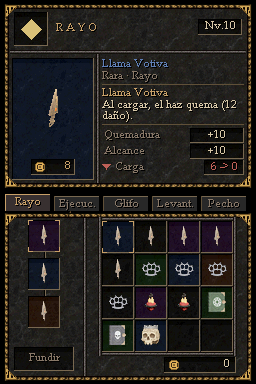 RAYO
Nv.10
Llama Votiva
Rara · Rayo
Llama Votiva
Al cargar, el haz quema (12
daño).
Quemadura +10
Alcance +10
Carga 6->0
8
Rayo Ejecuc. Glifo Levant. Pecho
Fundir
0